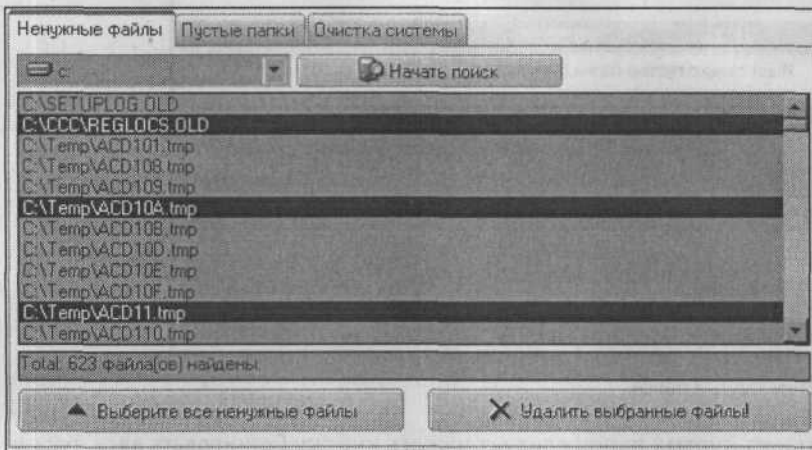 Ненужные файлы Пустые папки Очистка системы
c: Начать поиск
C:\SETUPLOG.OLD
C:\CCC\REGLOCS.OLD
C:\Temp\ACD101.tmp
C:\Temp\ACD108.tmp
C:\Temp\ACD109.tmp
C:\Temp\ACD10A.tmp
C:\Temp\ACD10B.tmp
C:\Temp\ACD10D.tmp
C:\Temp\ACD10E.tmp
C:\Temp\ACD10F.tmp
C:\Temp\ACD11.tmp
C:\Temp\ACD110.tmp
Total: 623 файла(ов) найдены.
Выберите все ненужные файлы Удалить выбранные файлы!